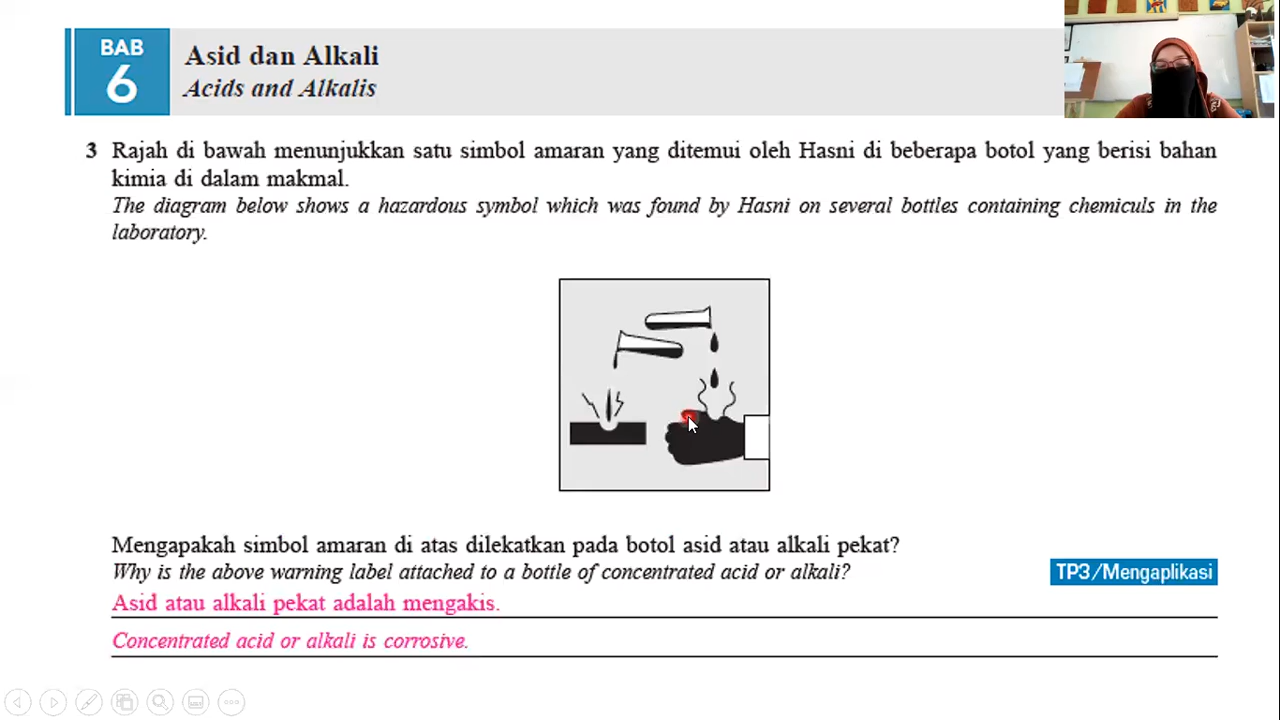 BAB
6
Asid dan Alkali
Acids and Alkalis
3 Rajah di bawah menunjukkan satu simbol amaran yang ditemui oleh Hasni di beberapa botol yang berisi bahan
kimia di dalam makmal.
The diagram below shows a hazardous symbol which was found by Hasni on several bottles containing chemiculs in the
laboratory.
Mengapakah simbol amaran di atas dilekatkan pada botol asid atau alkali pekat?
Why is the above warning label attached to a bottle of concentrated acid or alkali?
TP3/Mengaplikasi
Asid atau alkali pekat adalah mengakis.
Concentrated acid or alkali is corrosive.